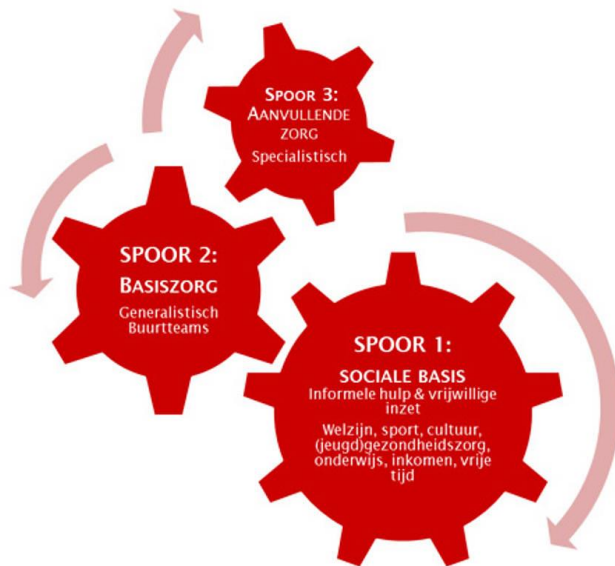 SPOOR 3:
AANVULLENDE
ZORG
Specialistisch
SPOOR 2:
BASISZORG
Generalistisch
Buurtteams
SPOOR 1:
SOCIALE BASIS
Informele hulp & vrijwillige
inzet
Welzijn, sport, cultuur,
(jeugd)gezondheidszorg,
onderwijs, inkomen, vrije
tijd